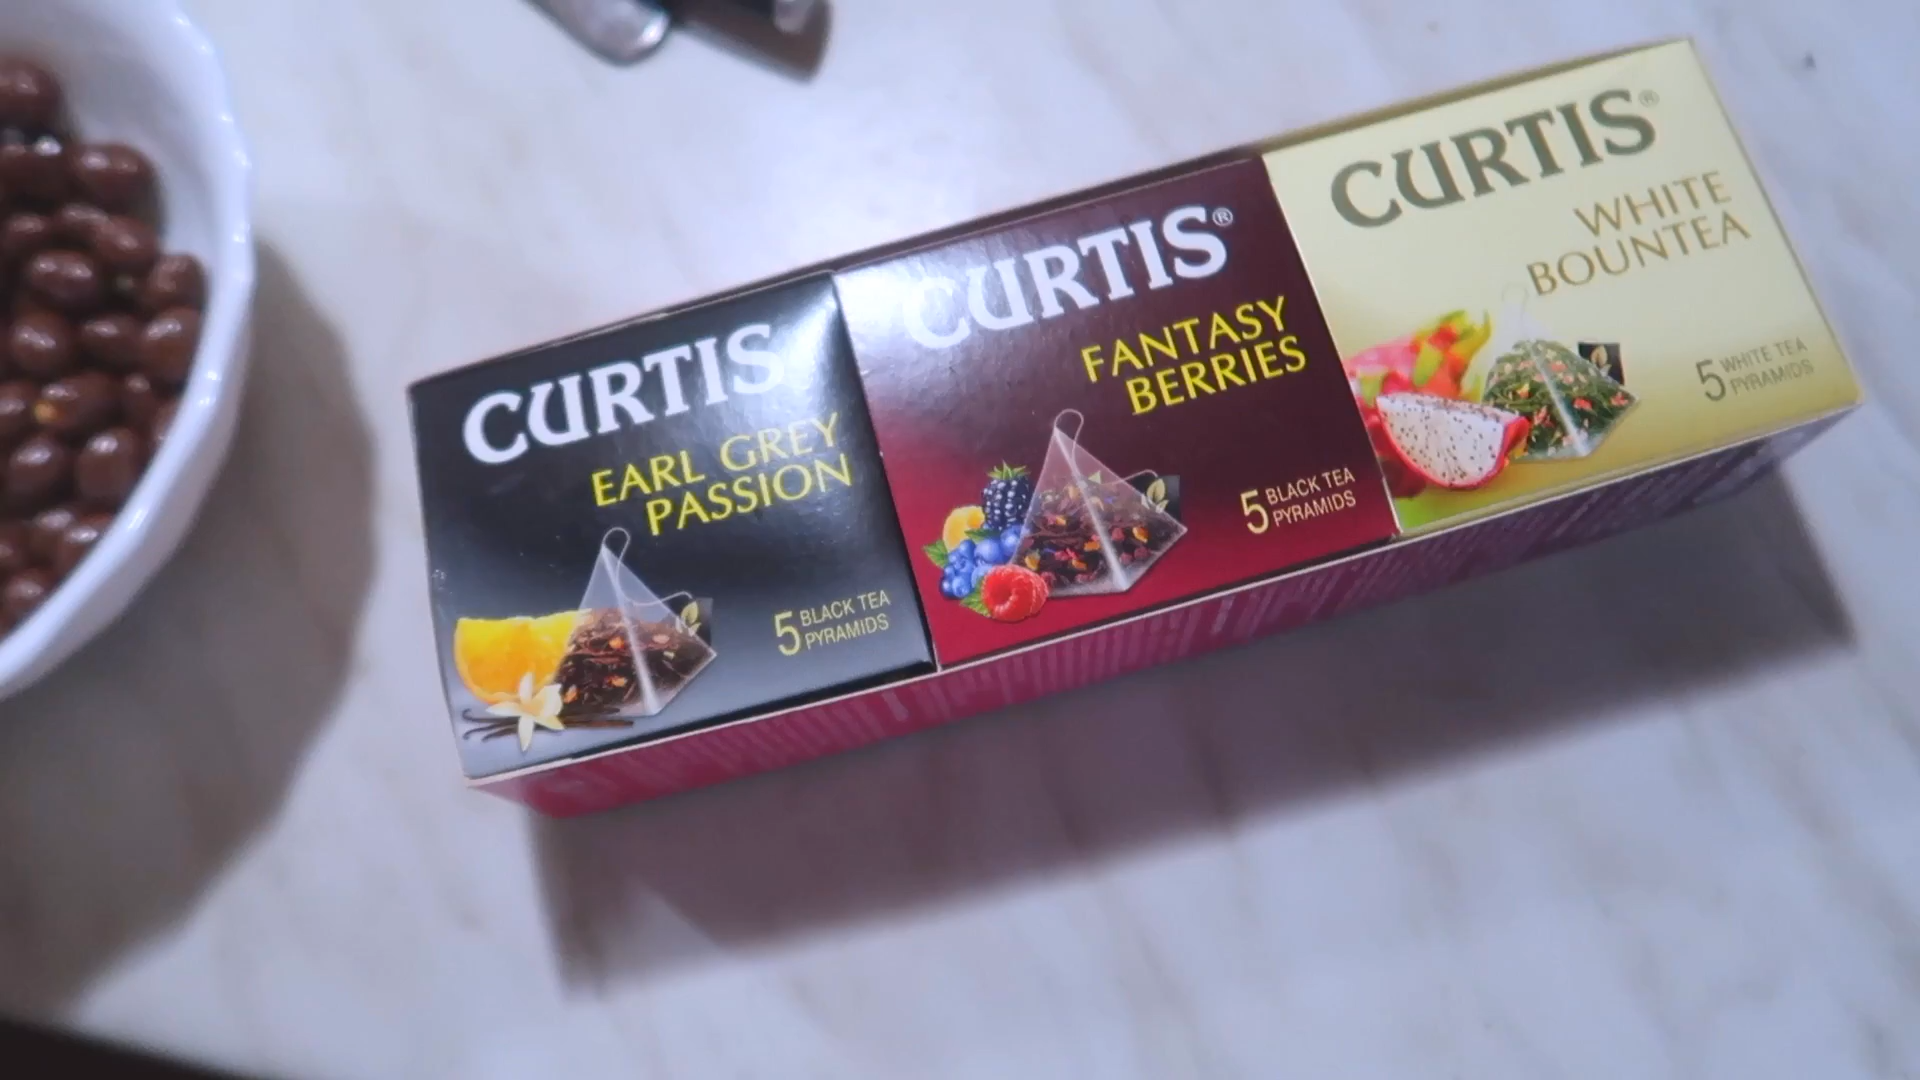 CURTIS
EARL GREY
PASSION
5 BLACK TEA
PYRAMIDS
CURTIS®
FANTASY
BERRIES
5 BLACK TEA
PYRAMIDS
CURTIS®
WHITE
BOUNTEA
5 WHITE TEA
PYRAMIDS